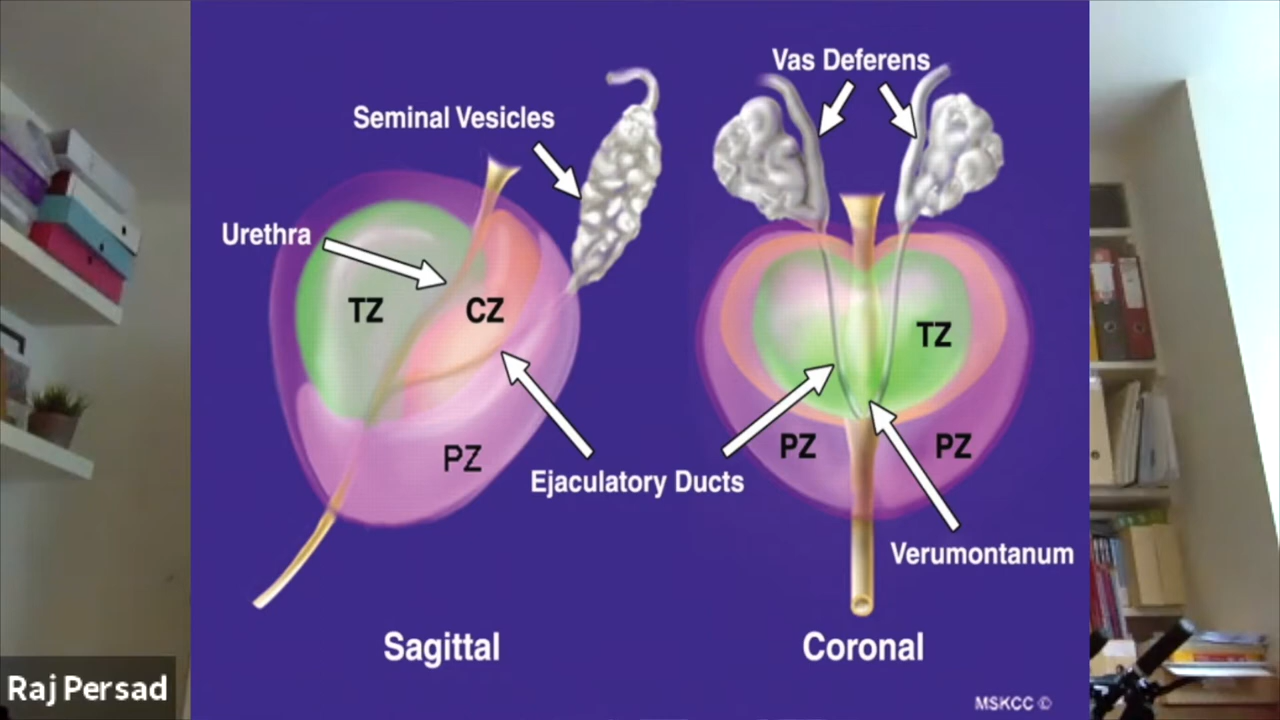 Vas Deferens
Seminal Vesicles
Urethra
TZ
CZ
TZ
PZ
PZ
PZ
Ejaculatory Ducts
Verumontanum
Sagittal
Coronal
Raj Persad
MSKCC ©